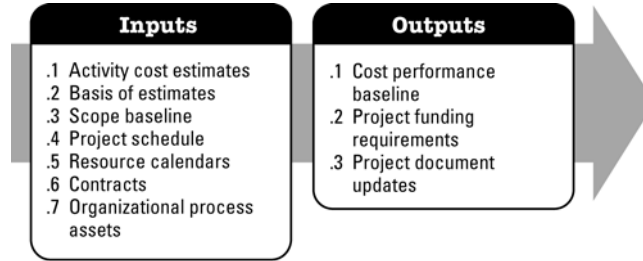 Inputs
.1 Activity cost estimates
.2 Basis of estimates
.3 Scope baseline
.4 Project schedule
.5 Resource calendars
.6 Contracts
.7 Organizational process
assets
Outputs
.1 Cost performance
baseline
.2 Project funding
requirements
.3 Project document
updates